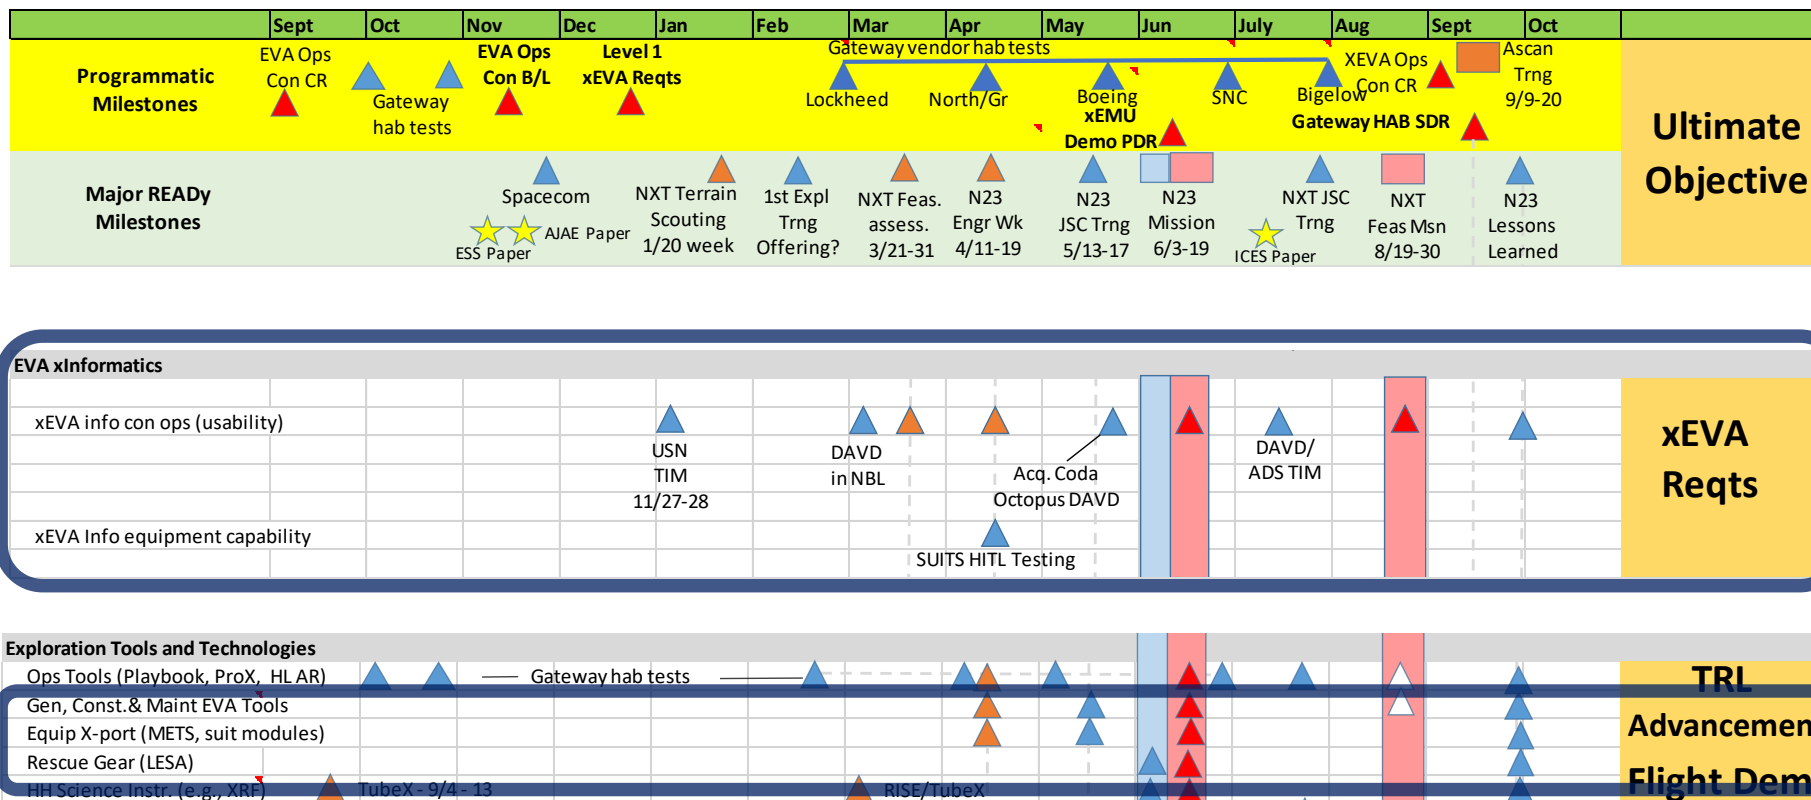 Sept Oct Nov Dec Jan Feb Mar Apr May Jun July Aug Sept Oct
Programmatic
Milestones
EVA Ops
Con CR
Gateway
hab tests
EVA Ops
Con B/L
Level 1
xEVA Reqts
Gateway vendor hab tests
Lockheed
North/Gr
Boeing
SNC
Bigelow
xEMU
Demo PDR
XEVA Ops
Con CR
Gateway HAB SDR
Ascan
Trng
9/9-20
Ultimate
Objective
Major READy
Milestones
Spacecom
ESS Paper
AJAE Paper
NXT Terrain
Scouting
1/20 week
1st Expl
Trng
Offering?
NXT Feas.
assess.
3/21-31
N23
Engr Wk
4/11-19
N23
JSC Trng
5/13-17
N23
Mission
6/3-19
NXT JSC
Trng
ICES Paper
NXT
Feas Msn
8/19-30
N23
Lessons
Learned
EVA xInformatics
xEVA info con ops (usability)
USN
TIM
11/27-28
DAVD
in NBL
Acq. Coda
Octopus DAVD
DAVD/
ADS TIM
xEVA
Reqts
xEVA Info equipment capability
SUITS HITL Testing
Exploration Tools and Technologies
Ops Tools (Playbook, ProX, HL AR)
Gateway hab tests
TRL
Gen, Const.& Maint EVA Tools
Advancemen
Equip X-port (METS, suit modules)
Rescue Gear (LESA)
Flight Dem
HH Science Instr. (e.g., XRF)
TubeX - 9/4 - 13
RISE/TubeX